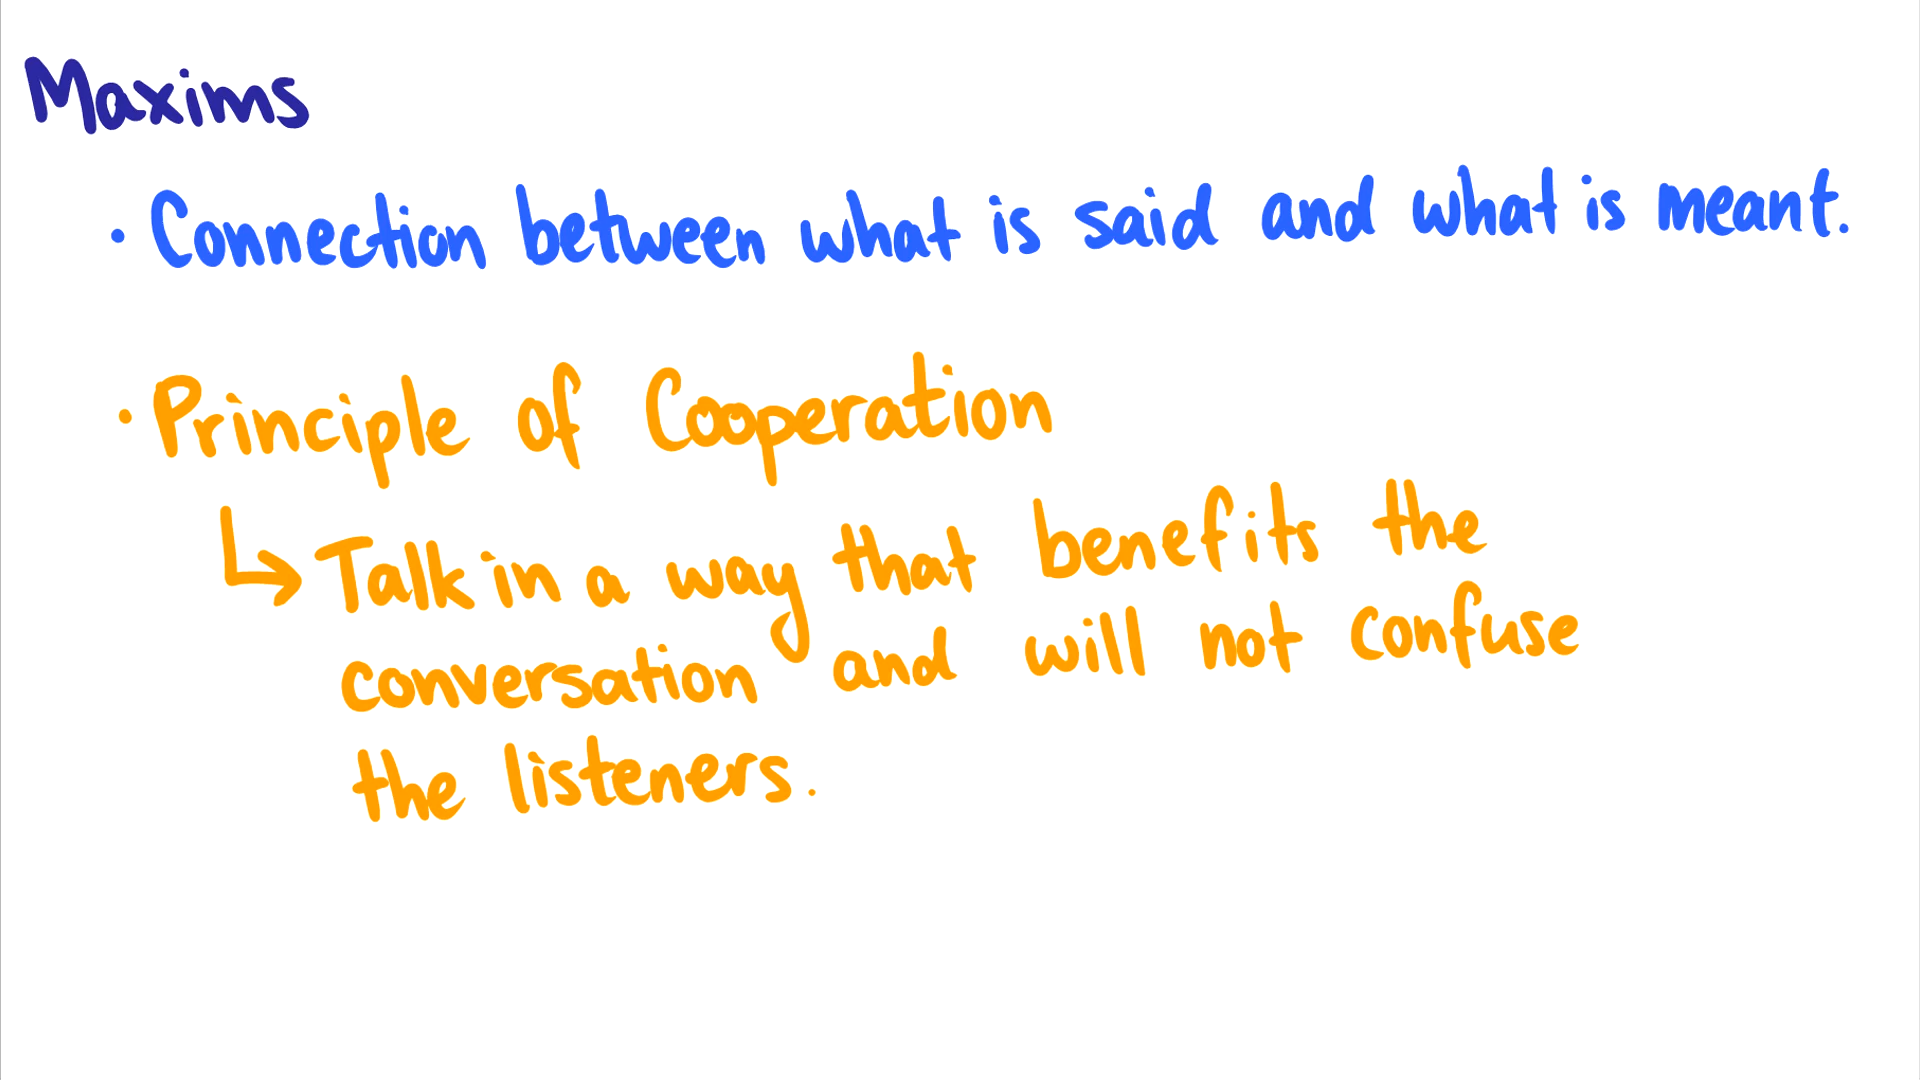 Maxims
· Connection between what is said and what is meant.
· Principle of Cooperation
↳ Talk in a way that benefits the
conversation and will not confuse
the listeners.